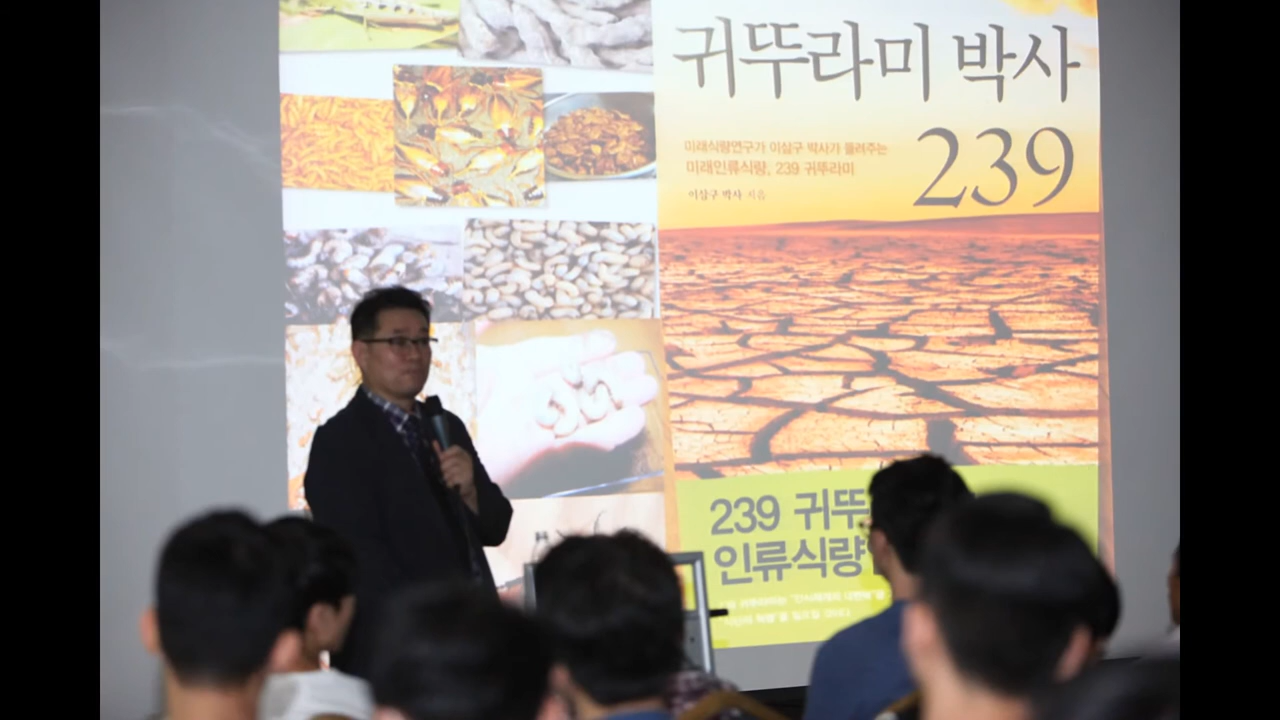 귀뚜라미 박사
239
미래식량연구가 이삼구 박사가 들려주는
미래인류식량, 239 귀뚜라미
이삼구 박사 지음
239 귀뚜
인류식량